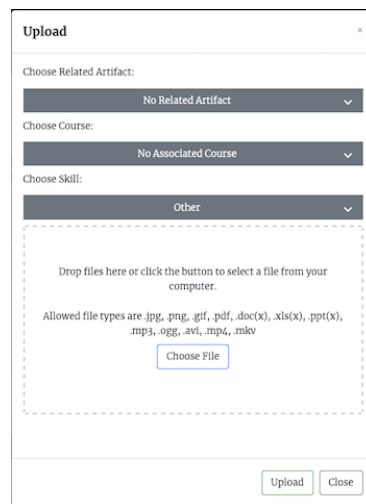 Upload
×
Choose Related Artifact:
No Related Artifact
Choose Course:
No Associated Course
Choose Skill:
Other
Drop files here or click the button to select a file from your
computer.
Allowed file types are .jpg, .png, .gif, .pdf, .doc(x), .xls(x), .ppt(x),
.mp3, .ogg, .avi, .mp4, .mkv
Choose File
Upload Close